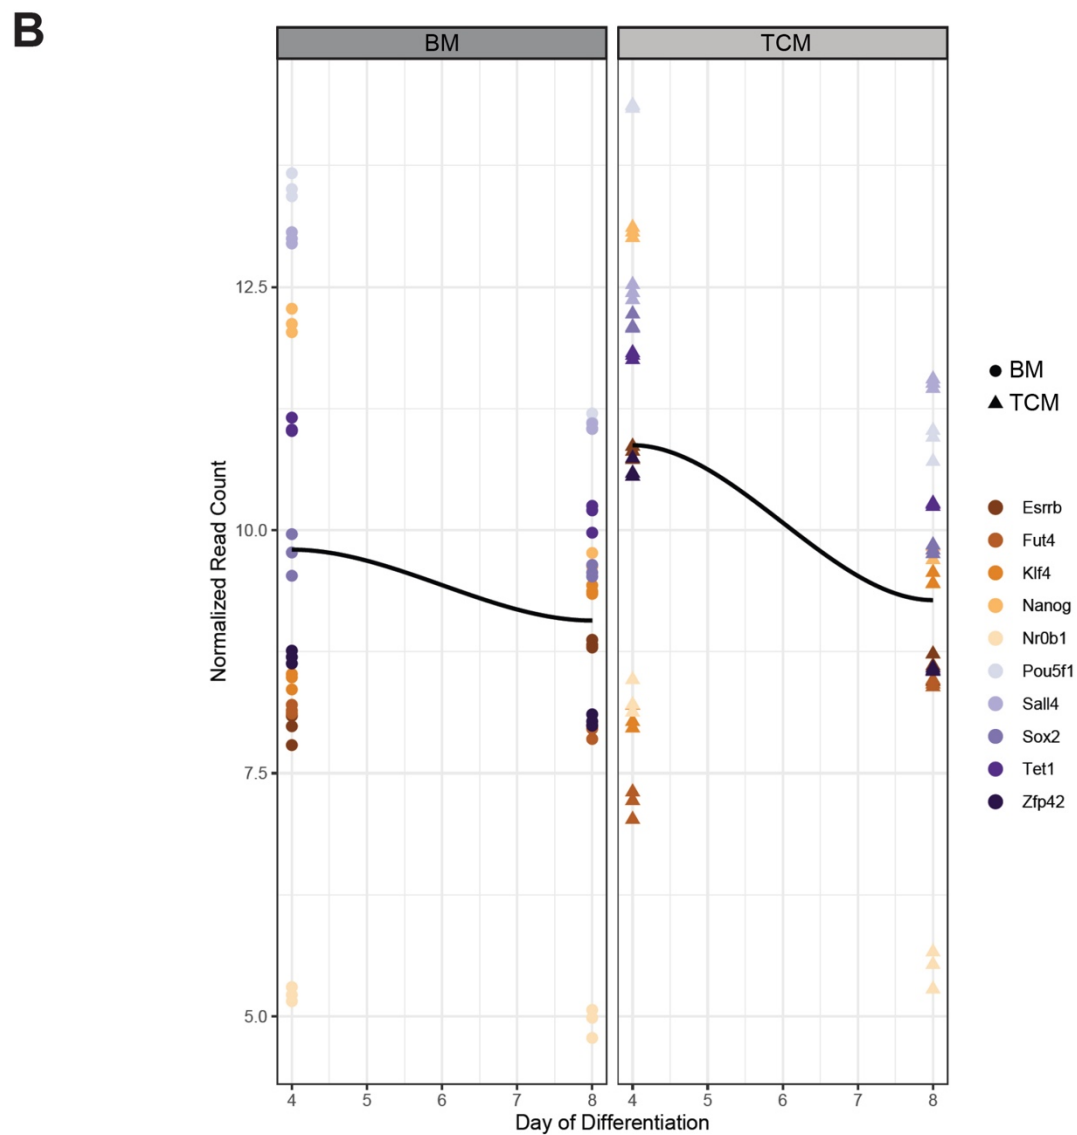 B
BM
TCM
12.5
10.0
7.5
5.0
Normalized Read Count
4 5 6 7 8
4 5 6 7 8
Day of Differentiation
BM
TCM
Esrrb
Fut4
Klf4
Nanog
Nr0b1
Pou5f1
Sall4
Sox2
Tet1
Zfp42